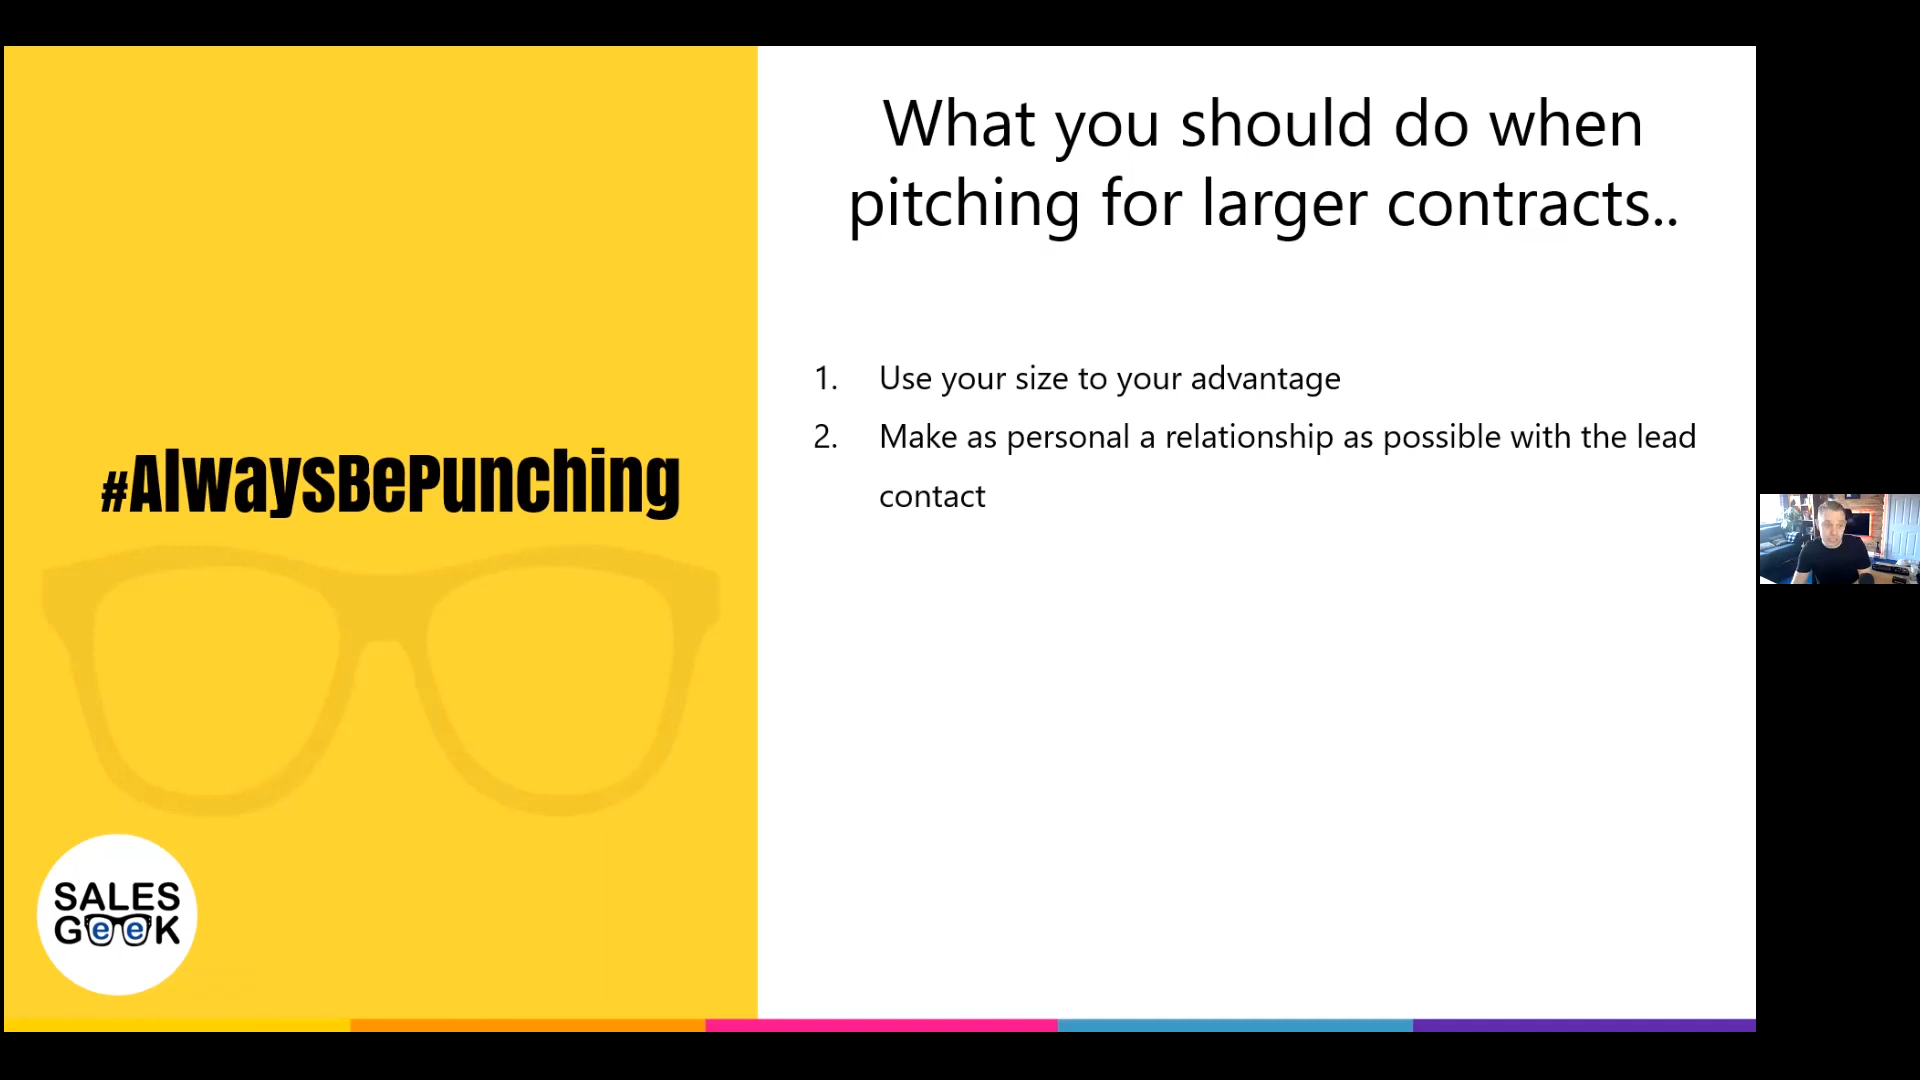 What you should do when
pitching for larger contracts..
#AlwaysBePunching
1. Use your size to your advantage
2. Make as personal a relationship as possible with the lead
contact
SALES
GeeK